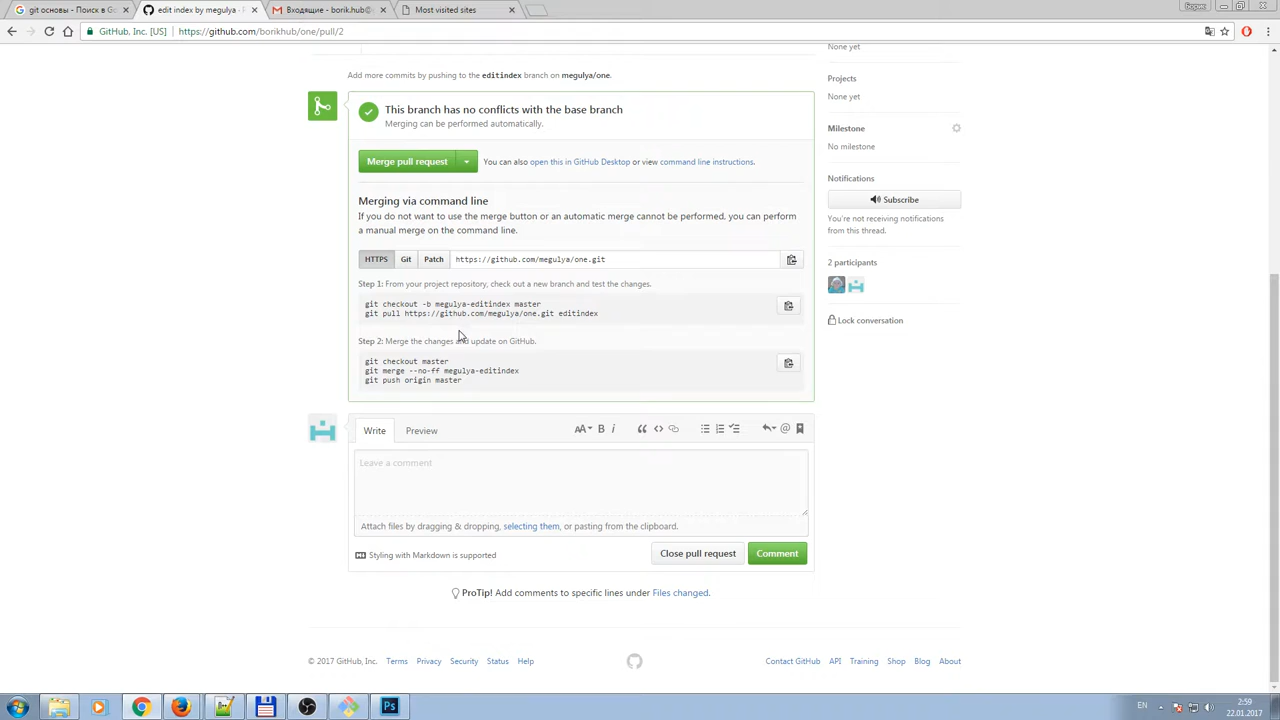 git основы - Поиск в G
edit index by megulya ·
Входящие - borik.hub@
Most visited sites
GitHub, Inc. [US]
https://github.com/borikhub/one/pull/2
None yet
Add more commits by pushing to the editindex branch on megulya/one.
Projects
None yet
This branch has no conflicts with the base branch
Merging can be performed automatically.
Milestone
No milestone
Merge pull request
You can also open this in GitHub Desktop or view command line instructions.
Notifications
Subscribe
You're not receiving notifications
from this thread.
Merging via command line
If you do not want to use the merge button or an automatic merge cannot be performed, you can perform
a manual merge on the command line.
HTTPS
Git
Patch
https://github.com/megulya/one.git
2 participants
Step 1: From your project repository, check out a new branch and test the changes.
git checkout -b megulya-editindex master
git pull https://github.com/megulya/one.git editindex
Lock conversation
Step 2: Merge the changes and update on GitHub.
git checkout master
git merge --no-ff megulya-editindex
git push origin master
Write
Preview
AA
B
i
Leave a comment
Attach files by dragging & dropping, selecting them, or pasting from the clipboard.
Styling with Markdown is supported
Close pull request
Comment
ProTip! Add comments to specific lines under Files changed.
© 2017 GitHub, Inc.
Terms
Privacy
Security
Status
Help
Contact GitHub
API
Training
Shop
Blog
About
Ps
EN
2:59
22.01.2017